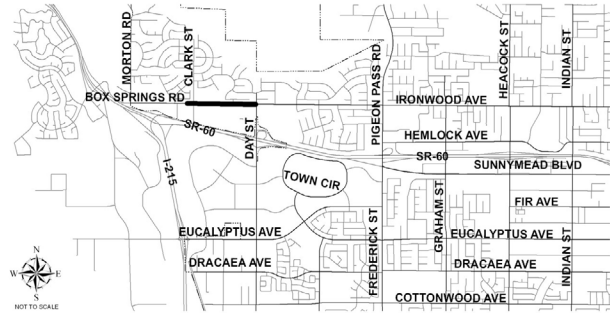 MORTON RD
CLARK ST
PIGEON PASS RD
HEACOCK ST
INDIAN ST
BOX SPRINGS RD
IRONWOOD AVE
SR-60
DAY ST
HEMLOCK AVE
SR-60
SUNNYMEAD BLVD
I-215
TOWN CIR
FIR AVE
EUCALYPTUS AVE
FREDERICK ST
GRAHAM ST
EUCALYPTUS AVE
INDIAN ST
DRACAEA AVE
DRACAEA AVE
COTTONWOOD AVE
N
W
E
S
NOT TO SCALE